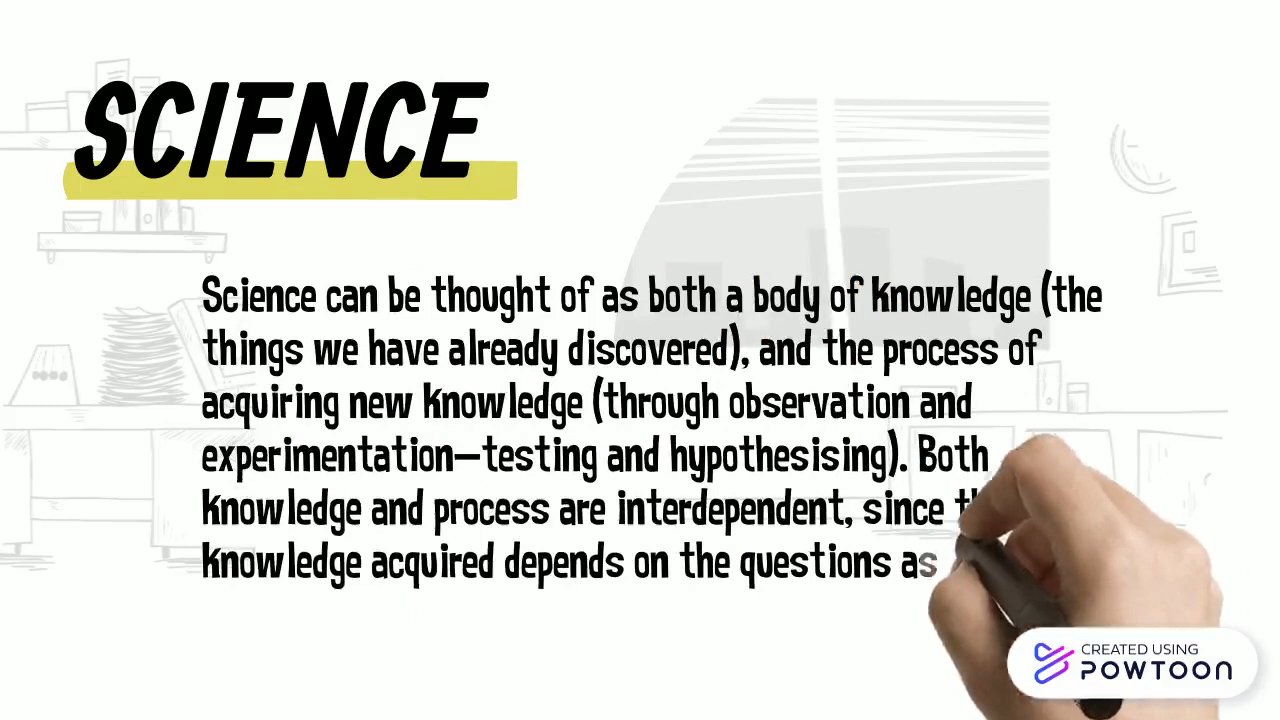 SCIENCE
Science can be thought of as both a body of knowledge (the
things we have already discovered), and the process of
acquiring new knowledge (through observation and
experimentation—testing and hypothesising). Both
knowledge and process are interdependent, since
knowledge acquired depends on the questions as
CREATED USING
POWTOON